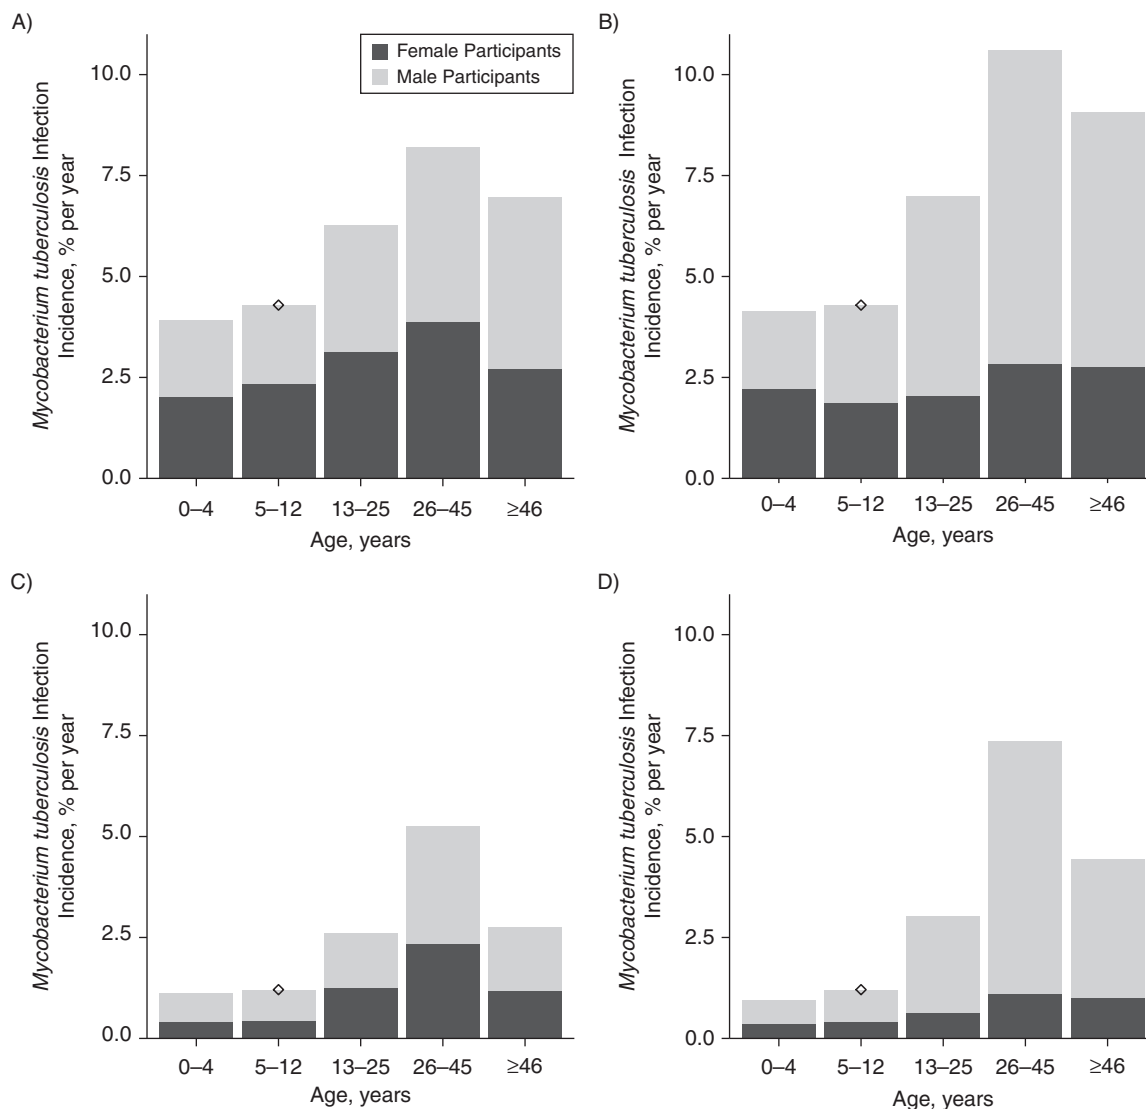 A)
Female Participants
Male Participants
Mycobacterium tuberculosis Infection
Incidence, % per year
10.0
7.5
5.0
2.5
0.0
0–4 5–12 13–25 26–45 ≥46
Age, years
B)
Mycobacterium tuberculosis Infection
Incidence, % per year
10.0
7.5
5.0
2.5
0.0
0–4 5–12 13–25 26–45 ≥46
Age, years
C)
Mycobacterium tuberculosis Infection
Incidence, % per year
10.0
7.5
5.0
2.5
0.0
0–4 5–12 13–25 26–45 ≥46
Age, years
D)
Mycobacterium tuberculosis Infection
Incidence, % per year
10.0
7.5
5.0
2.5
0.0
0–4 5–12 13–25 26–45 ≥46
Age, years